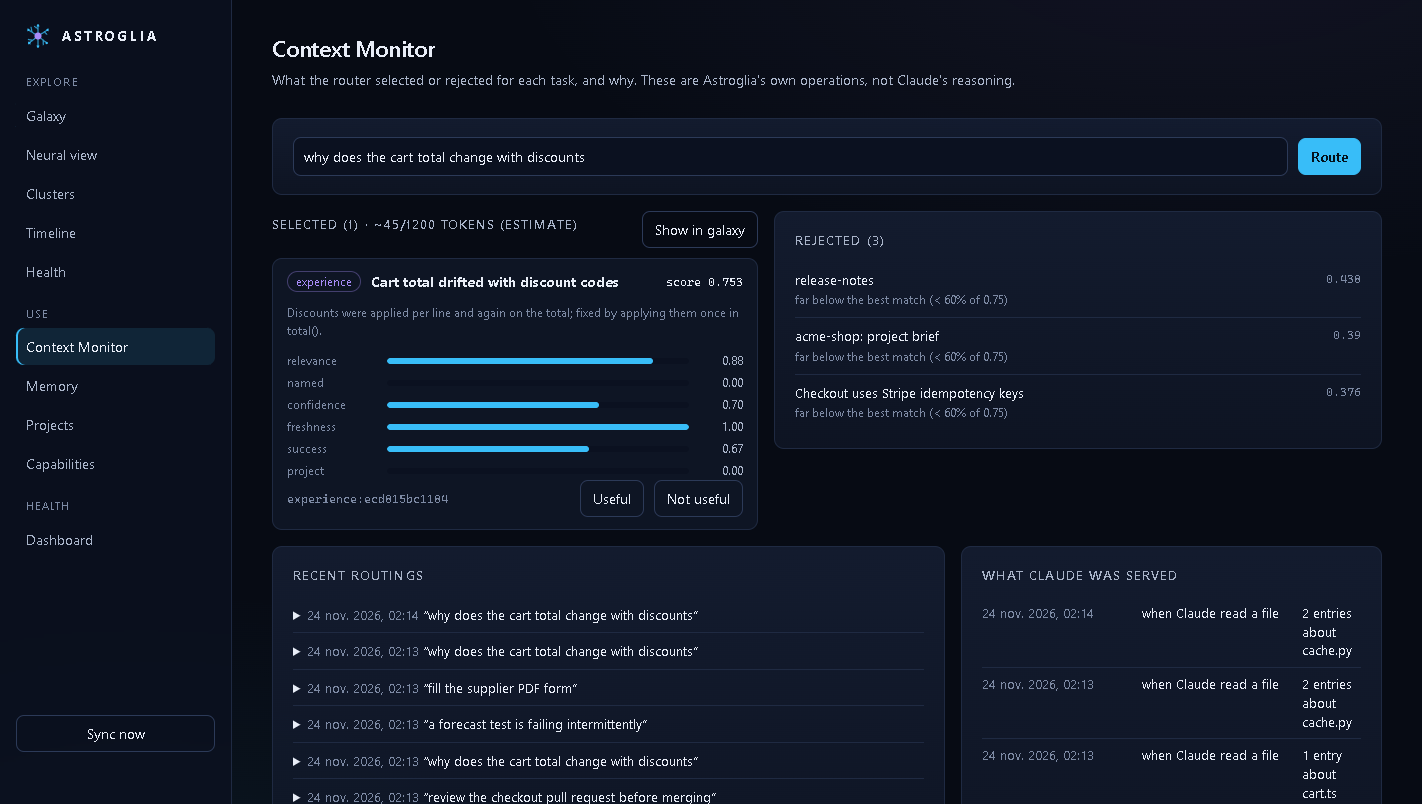 ASTROGLIA
EXPLORE
Galaxy
Neural view
Clusters
Timeline
Health
USE
Context Monitor
Memory
Projects
Capabilities
HEALTH
Dashboard
Sync now
Context Monitor
What the router selected or rejected for each task, and why. These are Astroglia's own operations, not Claude's reasoning.
why does the cart total change with discounts
Route
SELECTED (1) · ~45/1200 TOKENS (ESTIMATE)
Show in galaxy
experience Cart total drifted with discount codes score 0.753
Discounts were applied per line and again on the total; fixed by applying them once in
total().
relevance 0.88
named 0.00
confidence 0.70
freshness 1.00
success 0.67
project 0.00
experience:ecd015bc1104
Useful
Not useful
REJECTED (3)
release-notes 0.430
far below the best match (< 60% of 0.75)
acme-shop: project brief 0.39
far below the best match (< 60% of 0.75)
Checkout uses Stripe idempotency keys 0.376
far below the best match (< 60% of 0.75)
RECENT ROUTINGS
24 nov. 2026, 02:14 "why does the cart total change with discounts"
24 nov. 2026, 02:13 "why does the cart total change with discounts"
24 nov. 2026, 02:13 "fill the supplier PDF form"
24 nov. 2026, 02:13 "a forecast test is failing intermittently"
24 nov. 2026, 02:13 "why does the cart total change with discounts"
24 nov. 2026, 02:13 "review the checkout pull request before merging"
WHAT CLAUDE WAS SERVED
24 nov. 2026, 02:14 when Claude read a file 2 entries
about
cache.py
24 nov. 2026, 02:13 when Claude read a file 2 entries
about
cache.py
24 nov. 2026, 02:13 when Claude read a file 1 entry
about
cart.ts